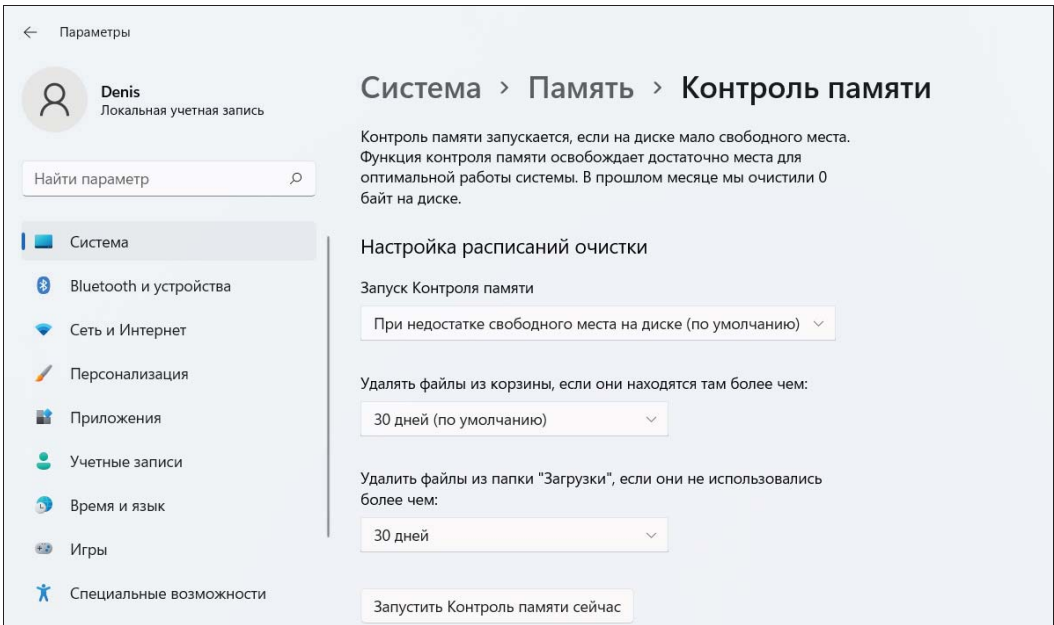 Параметры
Denis
Локальная учетная запись
Найти параметр
Система
Bluetooth и устройства
Сеть и Интернет
Персонализация
Приложения
Учетные записи
Время и язык
Игры
Специальные возможности
Система > Память > Контроль памяти
Контроль памяти запускается, если на диске мало свободного места.
Функция контроля памяти освобождает достаточно места для
оптимальной работы системы. В прошлом месяце мы очистили 0
байт на диске.
Настройка расписаний очистки
Запуск Контроля памяти
При недостатке свободного места на диске (по умолчанию)
Удалять файлы из корзины, если они находятся там более чем:
30 дней (по умолчанию)
Удалить файлы из папки "Загрузки", если они не использовались
более чем:
30 дней
Запустить Контроль памяти сейчас